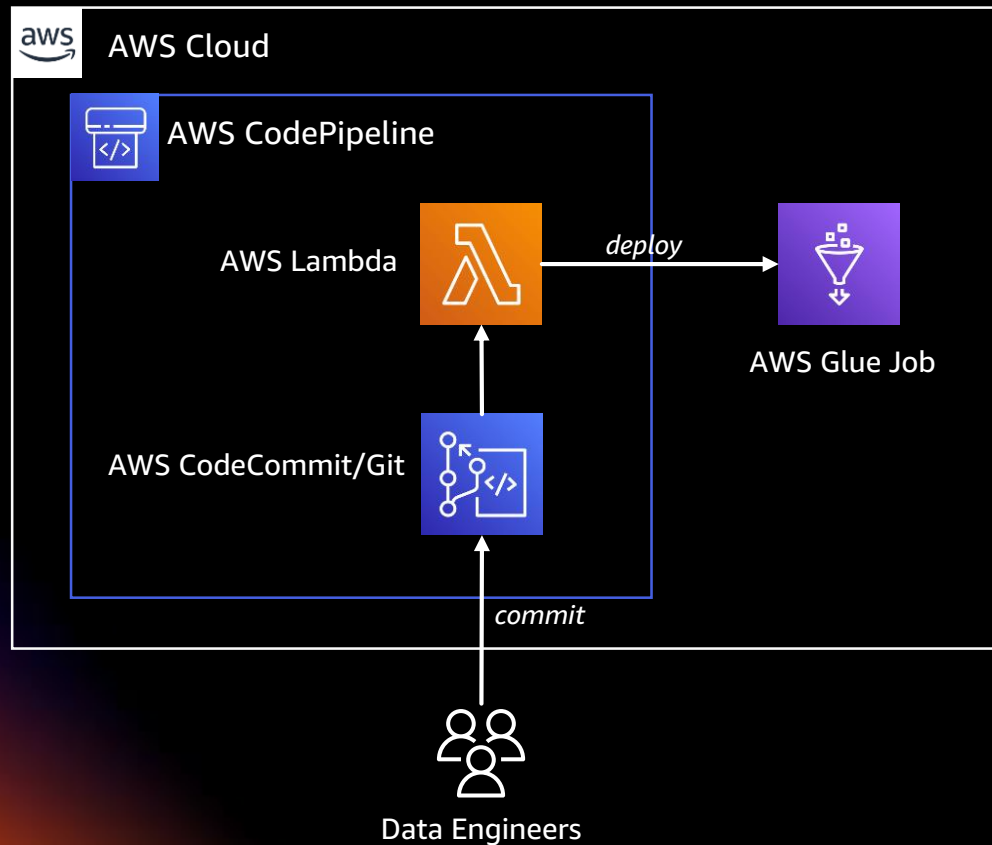 aws
AWS Cloud
AWS CodePipeline
</>
AWS Lambda
deploy
AWS Glue Job
AWS CodeCommit/Git
</>
commit
Data Engineers